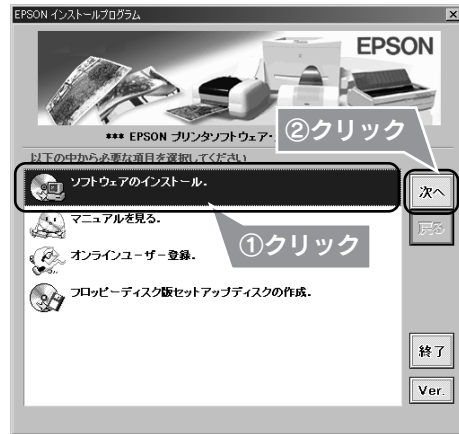 EPSON インストールプログラム
EPSON
*** EPSON プリンタソフトウェア・
②クリック
以下の中から必要な項目を選択してください
ソフトウェアのインストール．
次へ
マニュアルを見る．
戻る
①クリック
オンラインユーザー登録．
フロッピーディスク版セットアップディスクの作成．
終了
Ver.